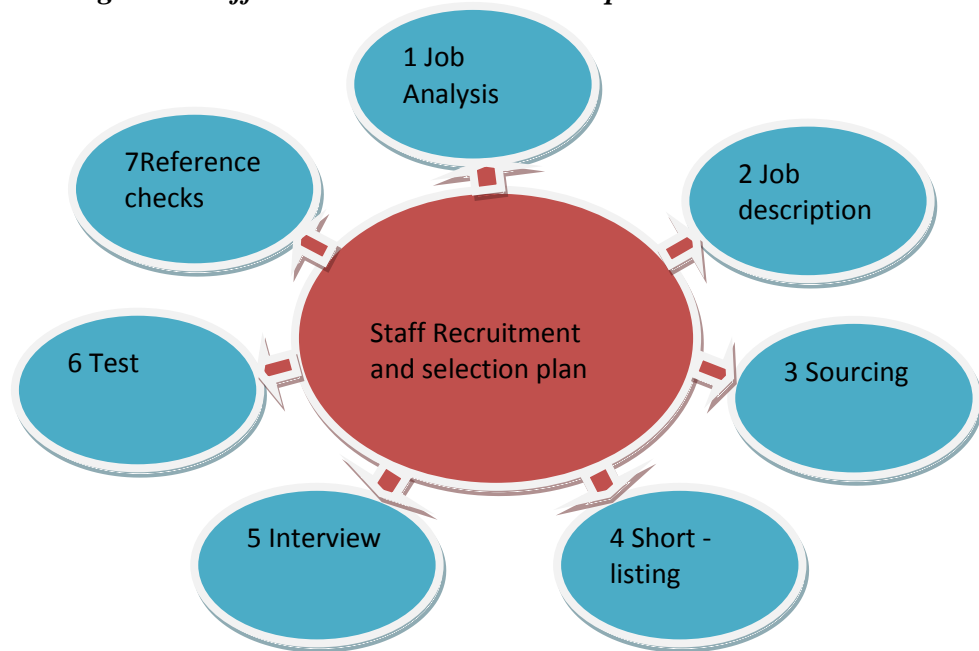 1 Job
Analysis
2 Job
description
3 Sourcing
4 Short -
listing
5 Interview
6 Test
7Reference
checks
Staff Recruitment
and selection plan